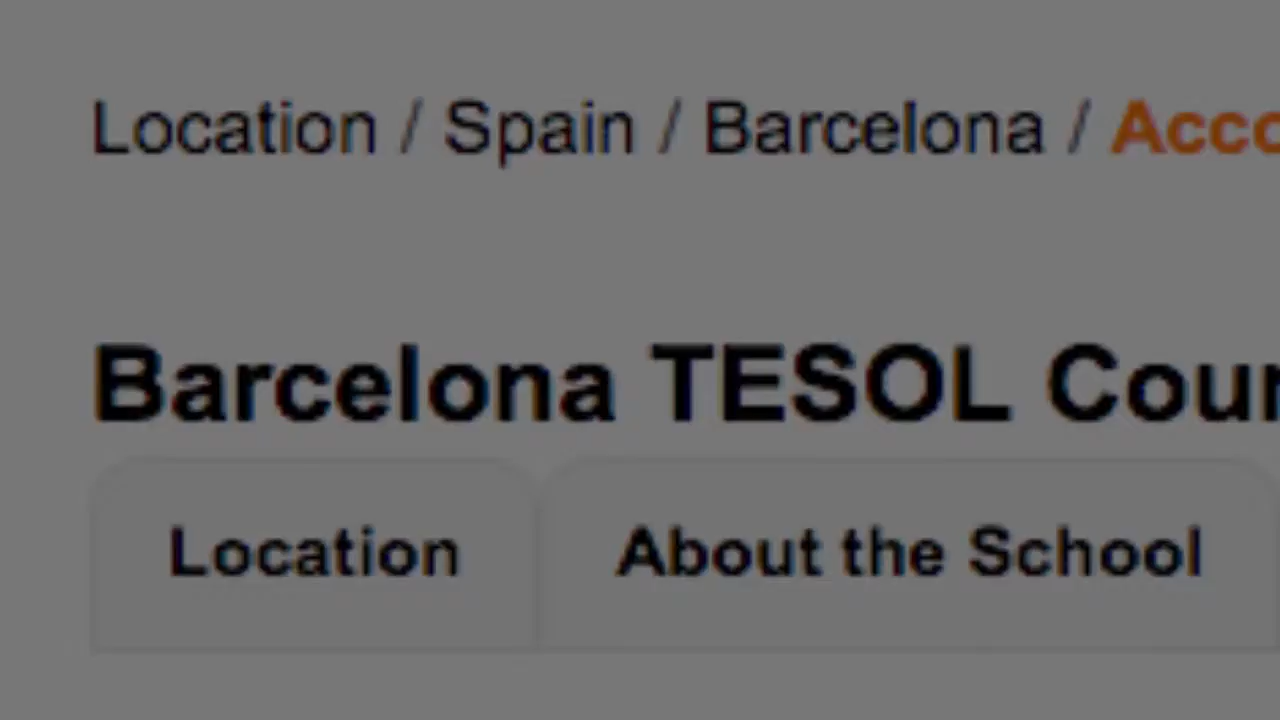 Location / Spain / Barcelona / Acco
Barcelona TESOL Cour
Location About the School